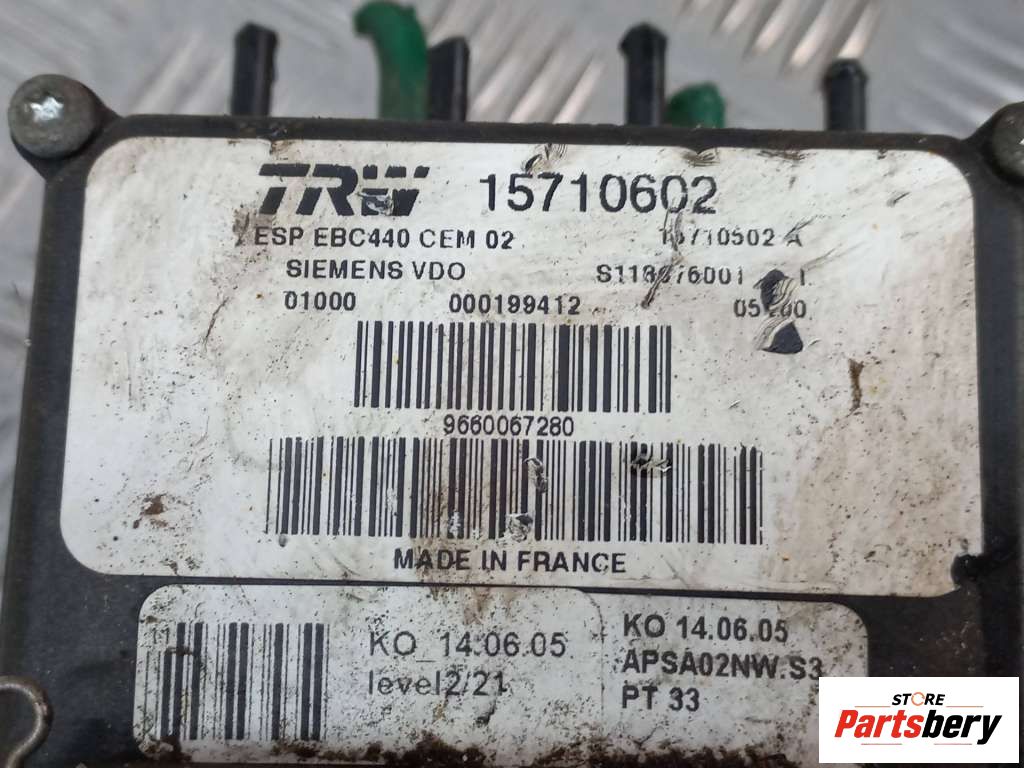 TRW 15710602
ESP EBC440 CEM 02 15710502 A
SIEMENS VDO
01000 000199412
9660067280
MADE IN FRANCE
KO_14.06.05
level2/21
KO 14.06.05
APSA02NW.S3
PT 33
STORE
Partsbery